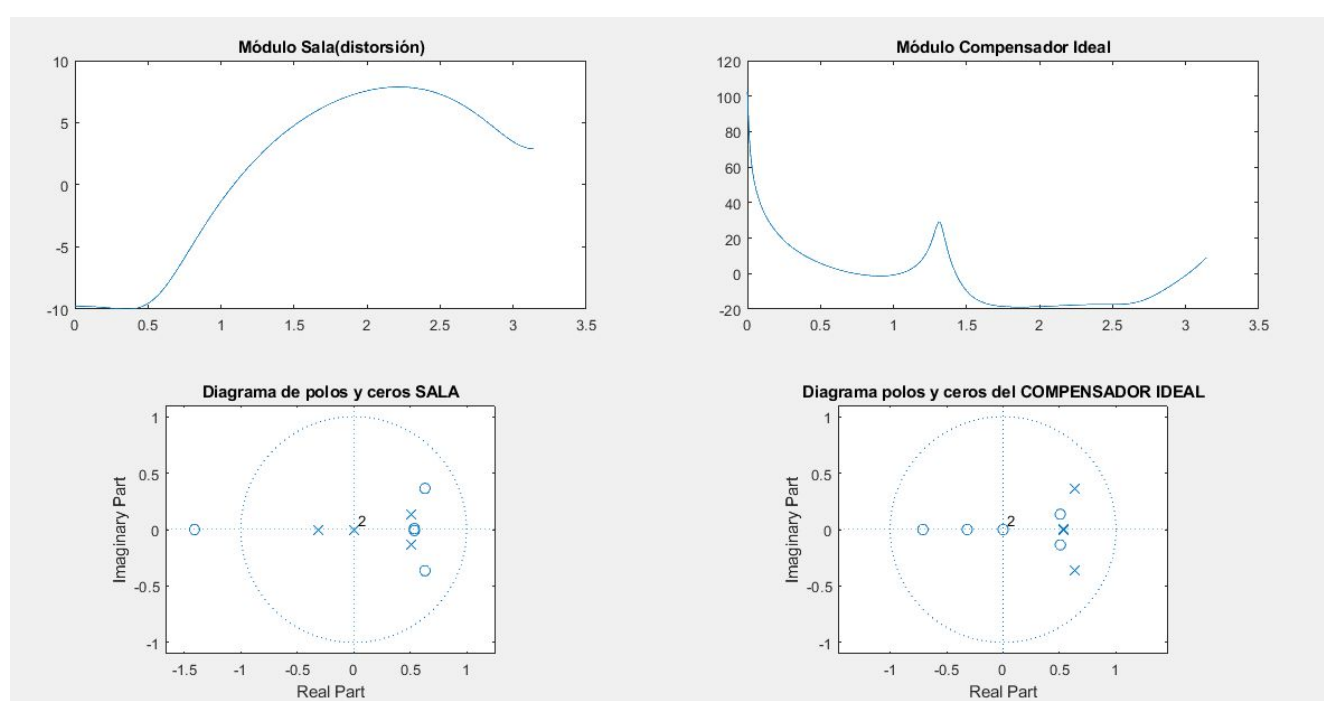 Módulo Sala(distorsión)
10
5
0
-5
-10
0 0.5 1 1.5 2 2.5 3 3.5
Módulo Compensador Ideal
120
100
80
60
40
20
0
-20
0 0.5 1 1.5 2 2.5 3 3.5
Diagrama de polos y ceros SALA
Imaginary Part
1
0.5
0
-0.5
-1
2
-1.5 -1 -0.5 0 0.5 1
Real Part
Diagrama polos y ceros del COMPENSADOR IDEAL
Imaginary Part
1
0.5
0
-0.5
-1
2
-1 -0.5 0 0.5 1
Real Part